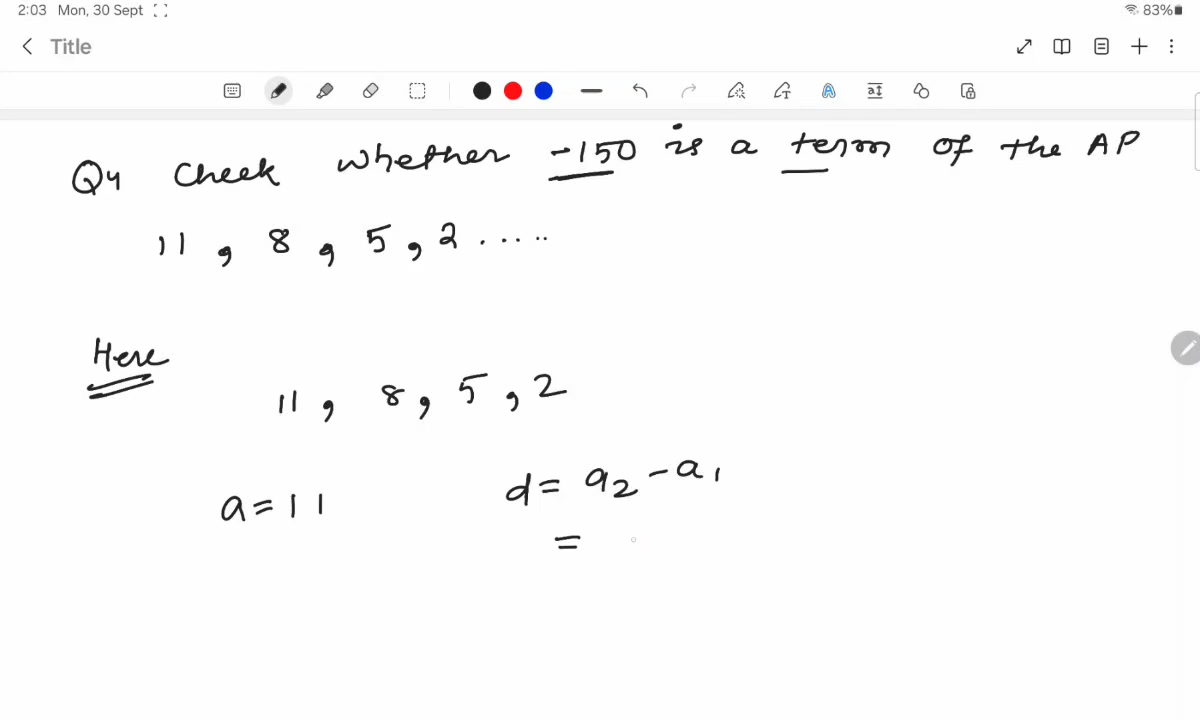 2:03 Mon, 30 Sept 83%
Title
Q4 Check whether -150 is a term of the AP
11, 8, 5, 2.....
Here
11, 8, 5, 2
a = 11 d = a2 - a1
=